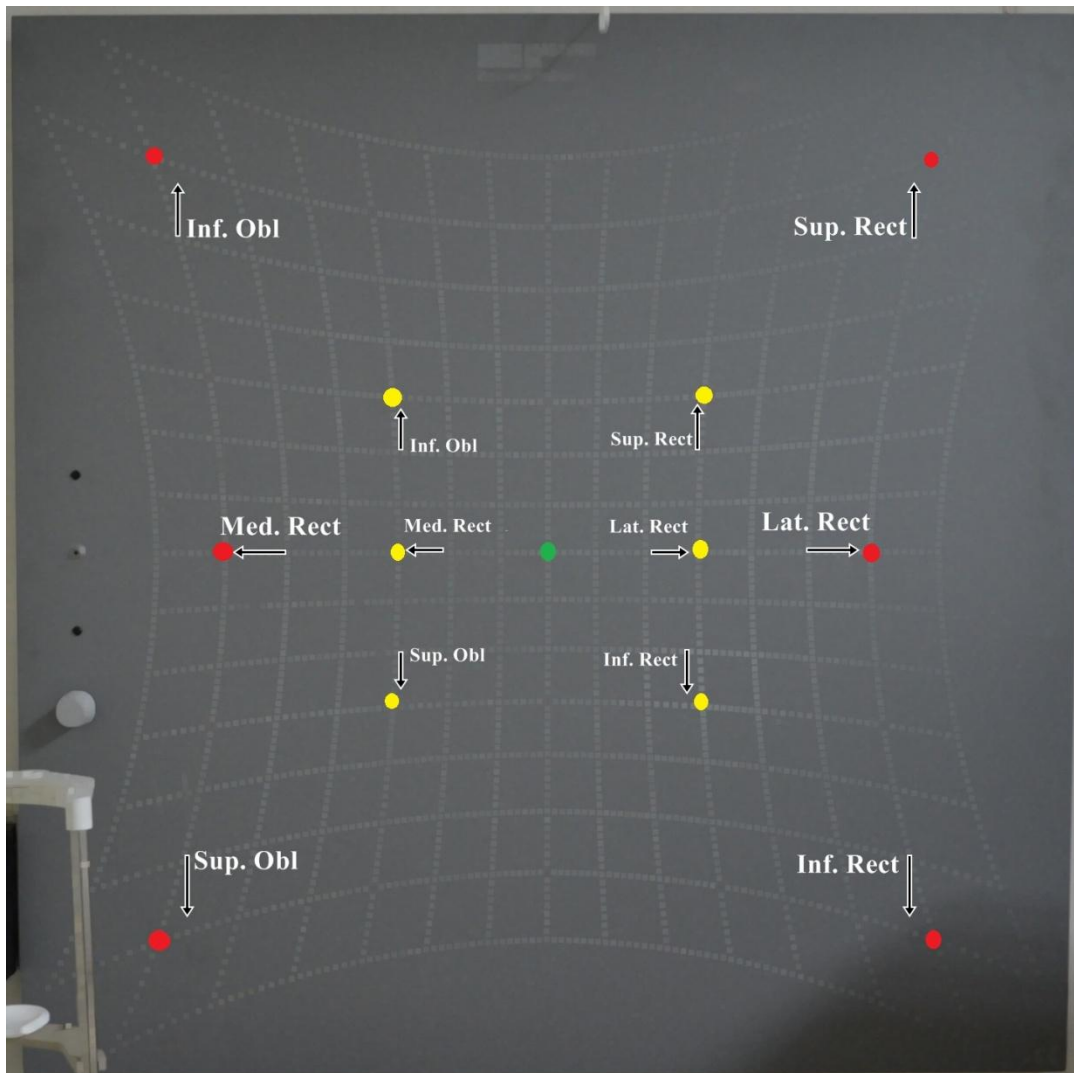 Inf. Obl
Sup. Rect
Inf. Obl
Sup. Rect
Med. Rect
Med. Rect
Lat. Rect
Lat. Rect
Sup. Obl
Inf. Rect
Sup. Obl
Inf. Rect